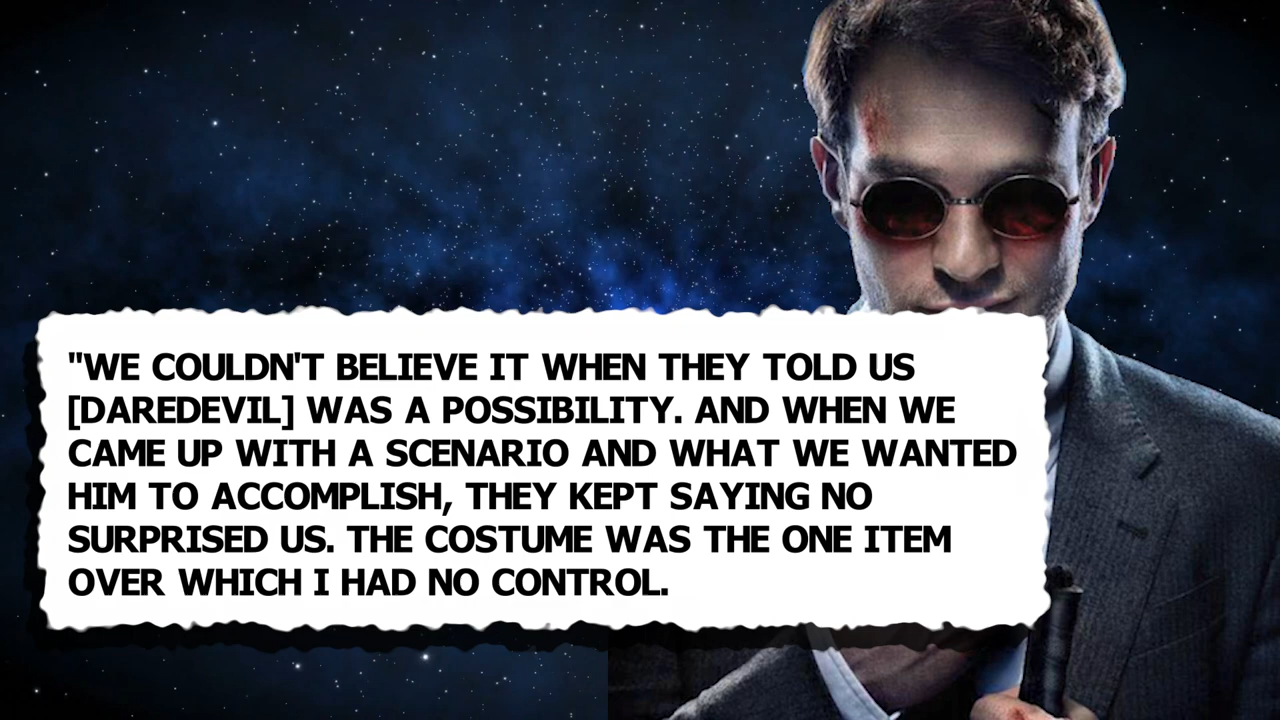 "WE COULDN'T BELIEVE IT WHEN THEY TOLD US
[DAREDEVIL] WAS A POSSIBILITY. AND WHEN WE
CAME UP WITH A SCENARIO AND WHAT WE WANTED
HIM TO ACCOMPLISH, THEY KEPT SAYING NO
SURPRISED US. THE COSTUME WAS THE ONE ITEM
OVER WHICH I HAD NO CONTROL.